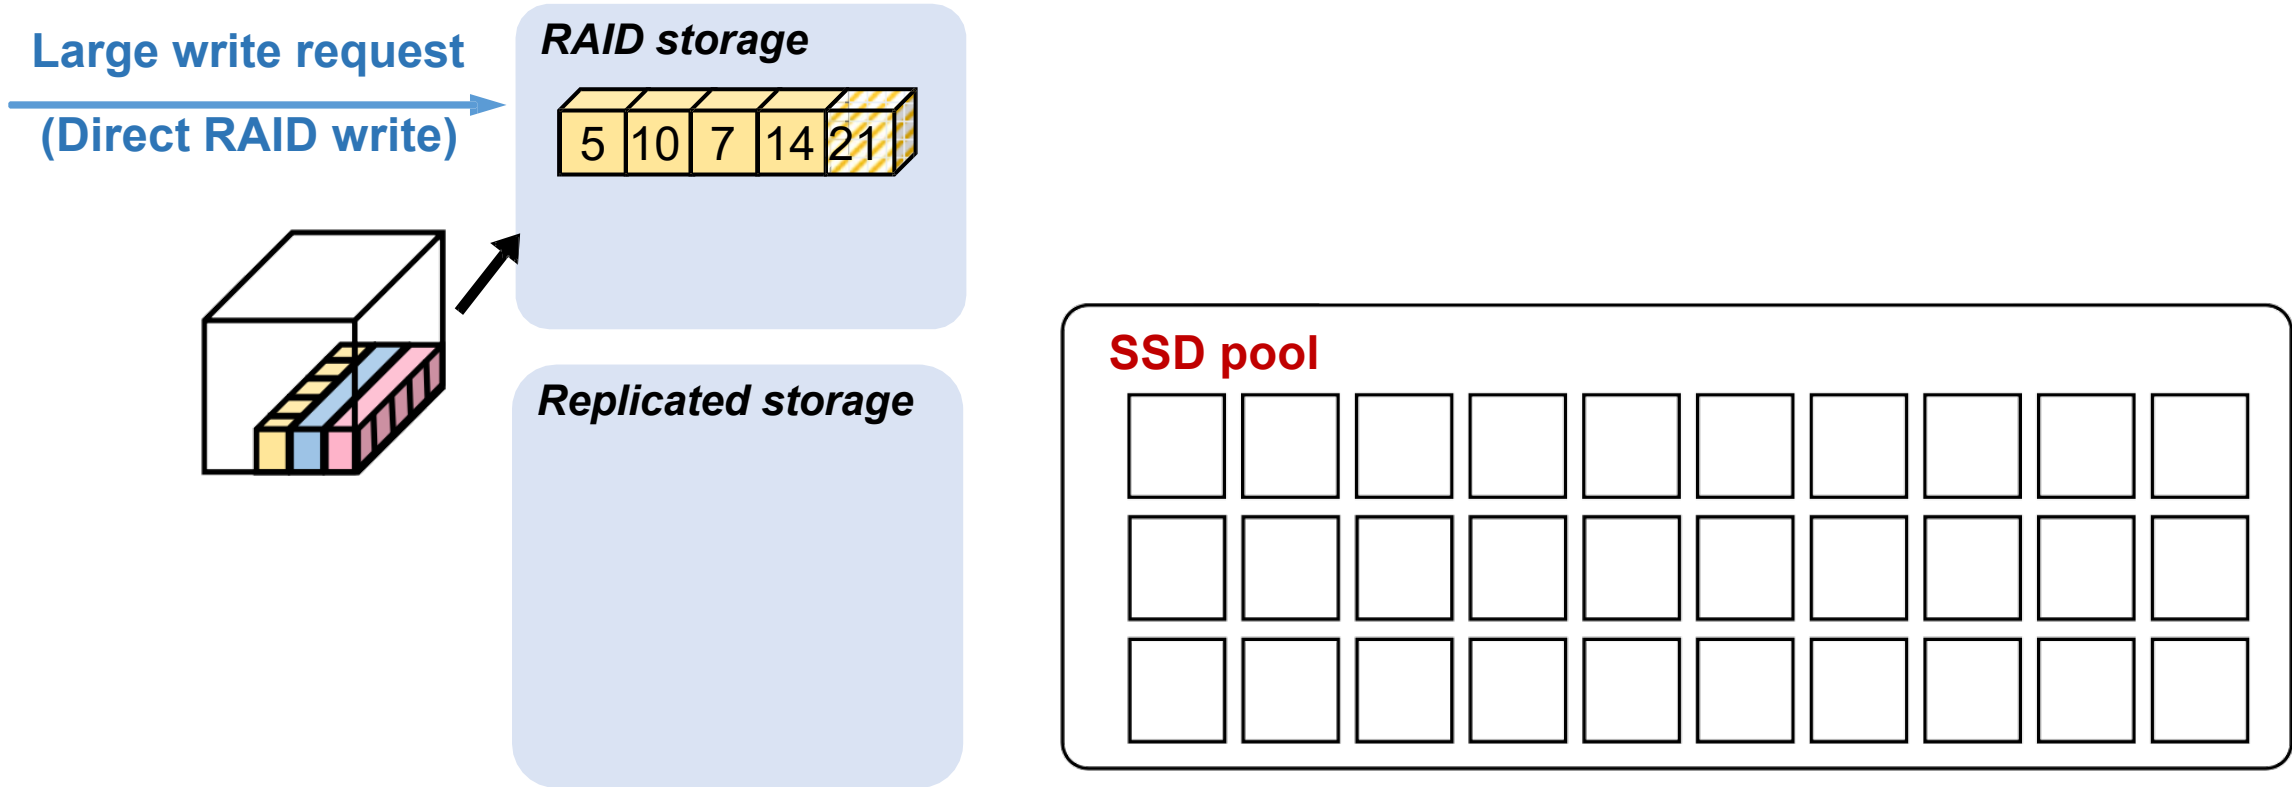 Large write request
(Direct RAID write)
RAID storage
5 10 7 14 21
Replicated storage
SSD pool